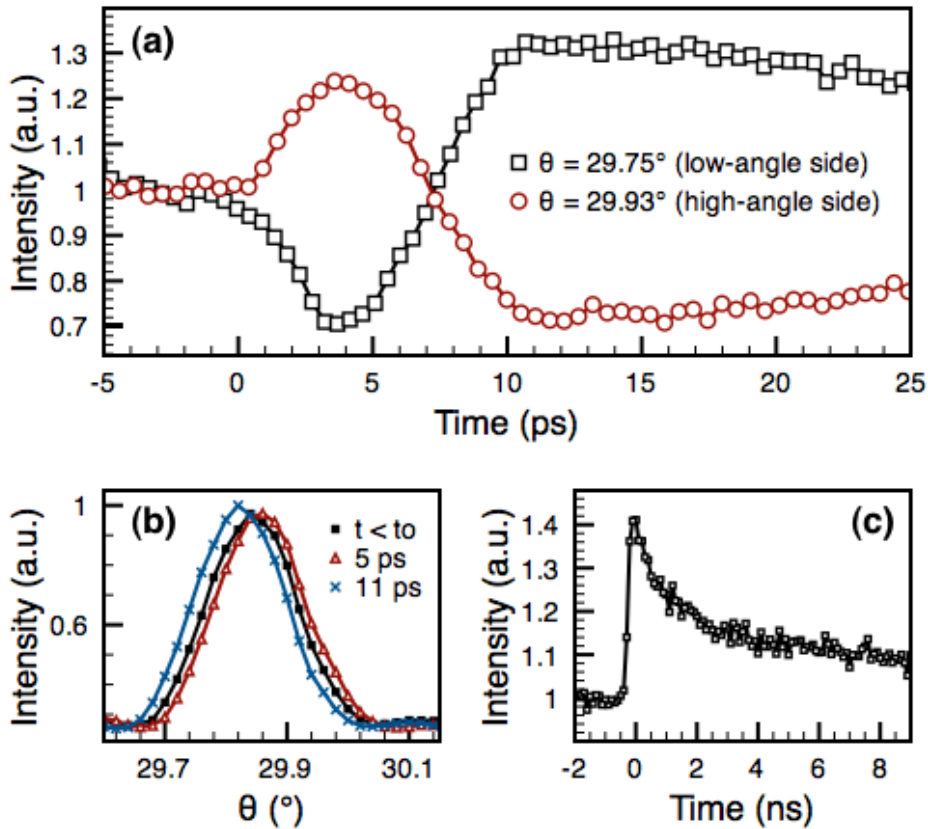 (a)
Intensity (a.u.)
1.3
1.2
1.1
1
0.9
0.8
0.7
θ = 29.75° (low-angle side)
θ = 29.93° (high-angle side)
-5 0 5 10 15 20 25
Time (ps)
(b)
Intensity (a.u.)
1
0.6
t < to
5 ps
11 ps
29.7 29.9 30.1
θ (°)
(c)
Intensity (a.u.)
1.4
1.3
1.2
1.1
1
-2 0 2 4 6 8
Time (ns)